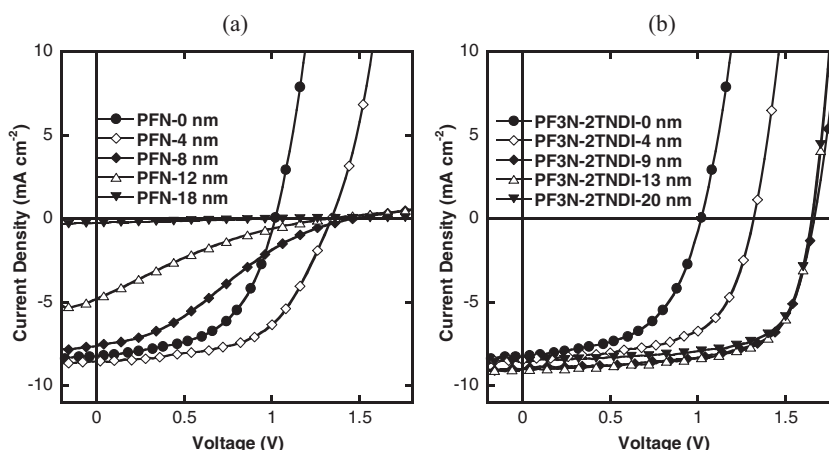 (a)
10
5
0
-5
-10
Current Density (mA cm-2)
PFN-0 nm
PFN-4 nm
PFN-8 nm
PFN-12 nm
PFN-18 nm
0
0.5
1
1.5
Voltage (V)
(b)
10
5
0
-5
-10
Current Density (mA cm-2)
PF3N-2TNDI-0 nm
PF3N-2TNDI-4 nm
PF3N-2TNDI-9 nm
PF3N-2TNDI-13 nm
PF3N-2TNDI-20 nm
0
0.5
1
1.5
Voltage (V)